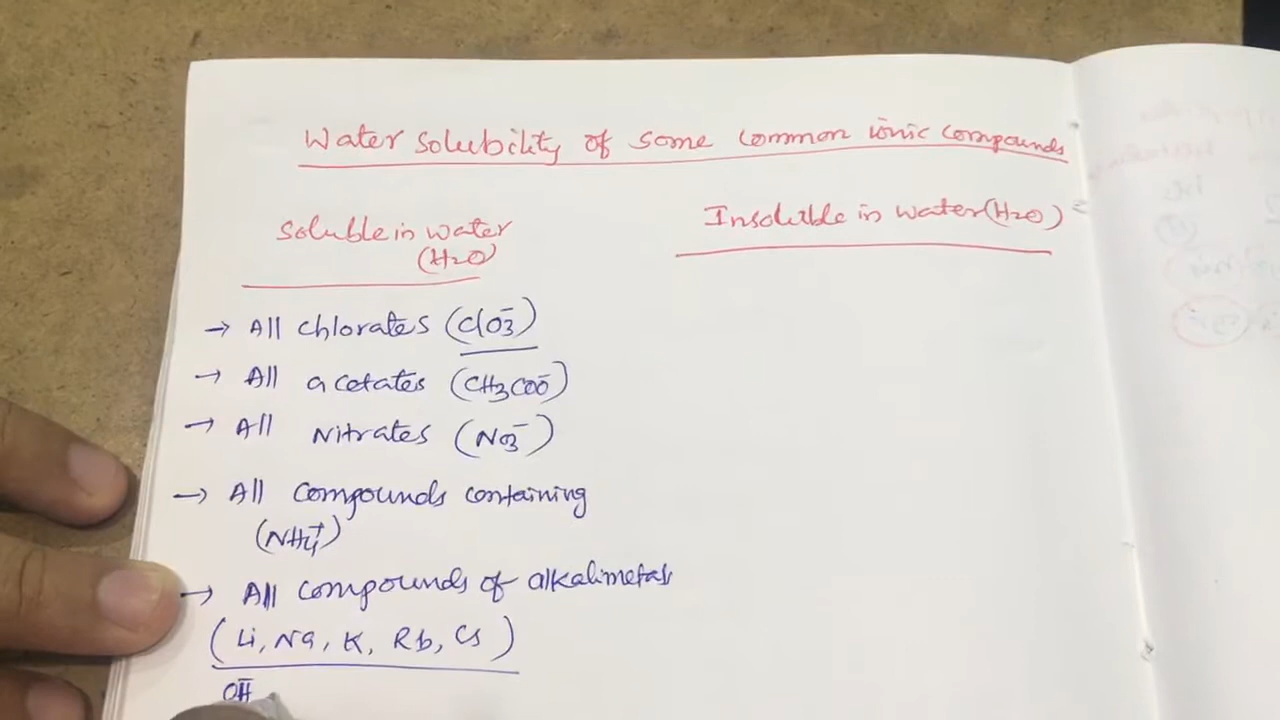 Water solubility of some common ionic compounds
Soluble in water
(H2O)
Insoluble in water (H2O)
→ All chlorates (ClO3⁻)
→ All acetates (CH3COO⁻)
→ All Nitrates (NO3⁻)
→ All compounds containing
(NH4⁺)
→ All compounds of alkalimetals
(Li, Na, K, Rb, Cs)
OH⁻